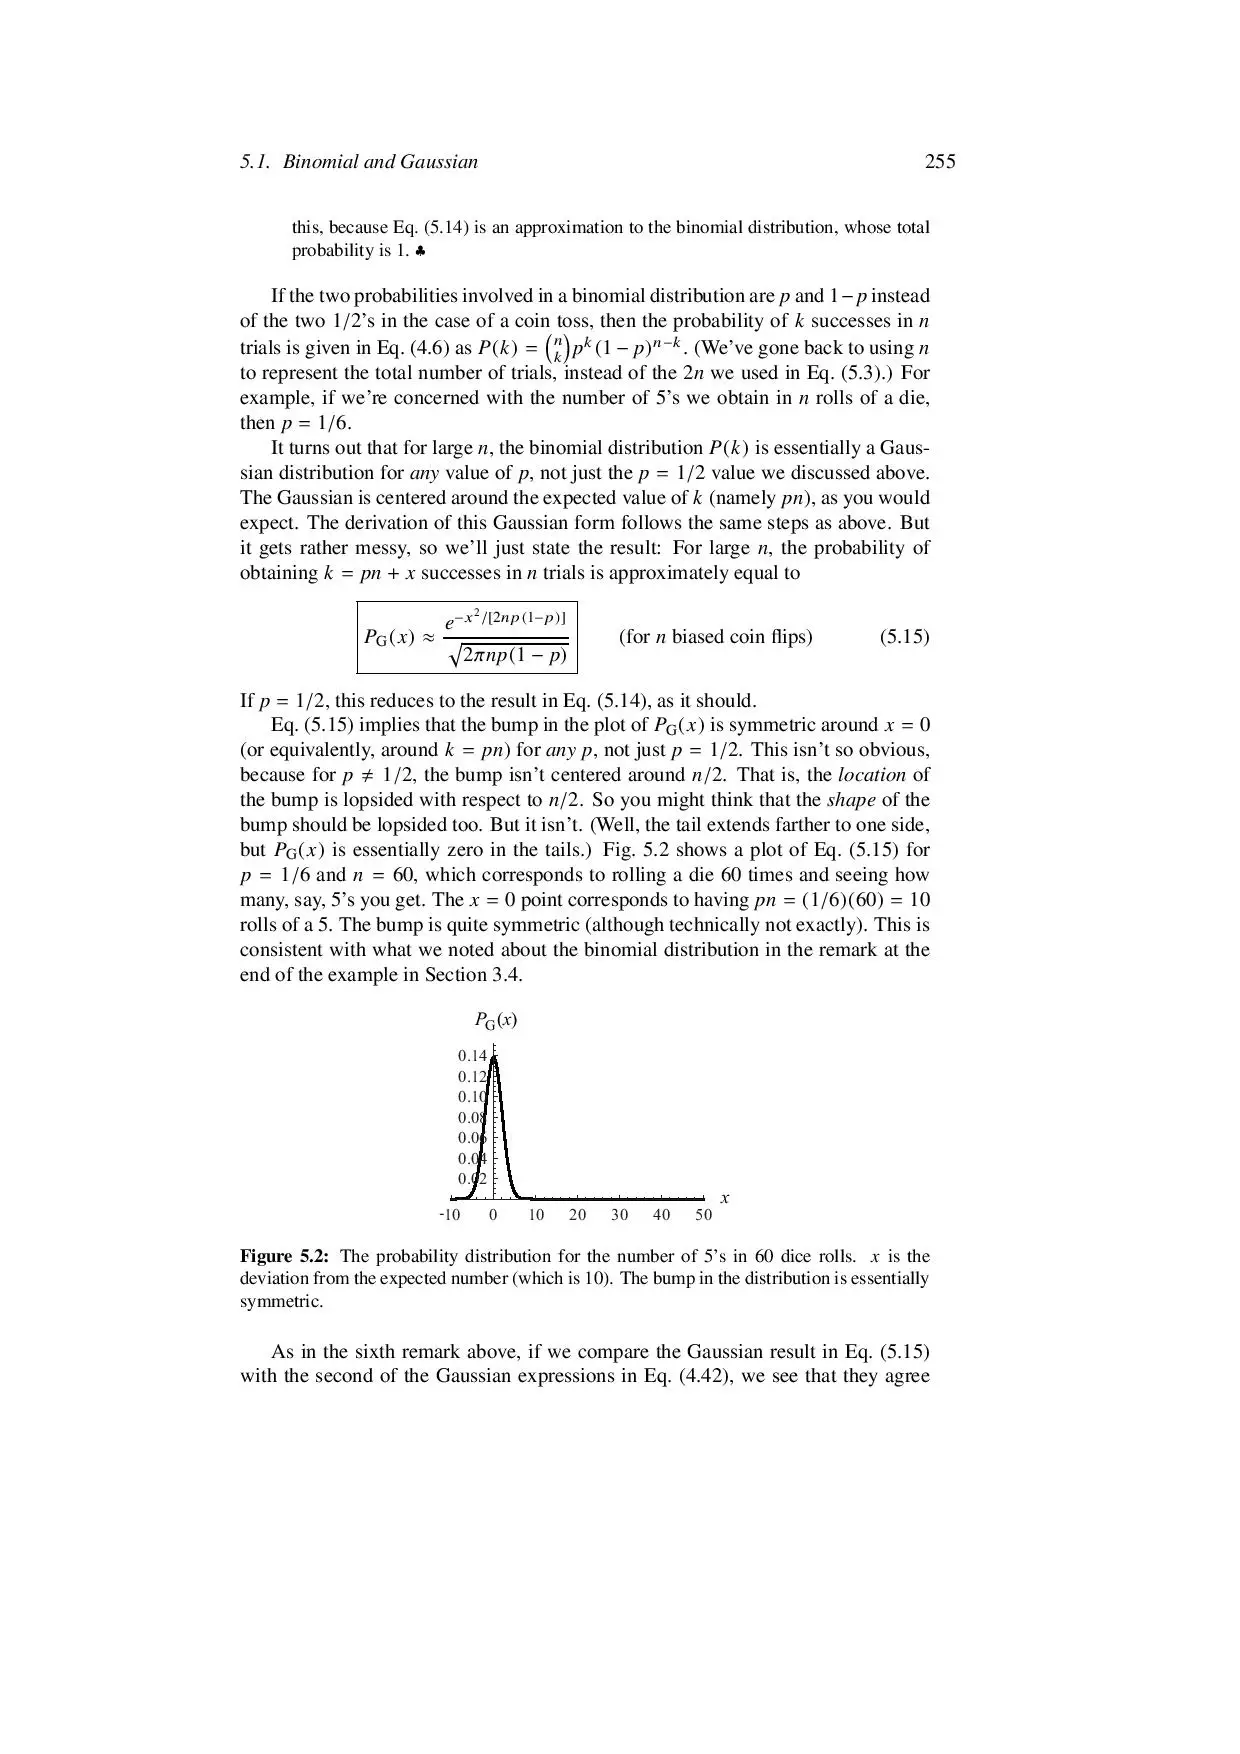 5.1. Binomial and Gaussian 255
this, because Eq. (5.14) is an approximation to the binomial distribution, whose total
probability is 1. ♣
If the two probabilities involved in a binomial distribution are p and 1 − p instead
of the two 1/2's in the case of a coin toss, then the probability of k successes in n
trials is given in Eq. (4.6) as P(k) = (n k) p^k (1 − p)^{n−k}. (We've gone back to using n
to represent the total number of trials, instead of the 2n we used in Eq. (5.3).) For
example, if we're concerned with the number of 5's we obtain in n rolls of a die,
then p = 1/6.
It turns out that for large n, the binomial distribution P(k) is essentially a Gaus-
sian distribution for any value of p, not just the p = 1/2 value we discussed above.
The Gaussian is centered around the expected value of k (namely pn), as you would
expect. The derivation of this Gaussian form follows the same steps as above. But
it gets rather messy, so we'll just state the result: For large n, the probability of
obtaining k = pn + x successes in n trials is approximately equal to
P_G(x) ≈ e^{−x²/[2np(1−p)]} / √(2πnp(1 − p)) (for n biased coin flips) (5.15)
If p = 1/2, this reduces to the result in Eq. (5.14), as it should.
Eq. (5.15) implies that the bump in the plot of P_G(x) is symmetric around x = 0
(or equivalently, around k = pn) for any p, not just p = 1/2. This isn't so obvious,
because for p ≠ 1/2, the bump isn't centered around n/2. That is, the location of
the bump is lopsided with respect to n/2. So you might think that the shape of the
bump should be lopsided too. But it isn't. (Well, the tail extends farther to one side,
but P_G(x) is essentially zero in the tails.) Fig. 5.2 shows a plot of Eq. (5.15) for
p = 1/6 and n = 60, which corresponds to rolling a die 60 times and seeing how
many, say, 5's you get. The x = 0 point corresponds to having pn = (1/6)(60) = 10
rolls of a 5. The bump is quite symmetric (although technically not exactly). This is
consistent with what we noted about the binomial distribution in the remark at the
end of the example in Section 3.4.
P_G(x)
0.14
0.12
0.10
0.08
0.06
0.04
0.02
x
-10 0 10 20 30 40 50
Figure 5.2: The probability distribution for the number of 5's in 60 dice rolls. x is the
deviation from the expected number (which is 10). The bump in the distribution is essentially
symmetric.
As in the sixth remark above, if we compare the Gaussian result in Eq. (5.15)
with the second of the Gaussian expressions in Eq. (4.42), we see that they agree